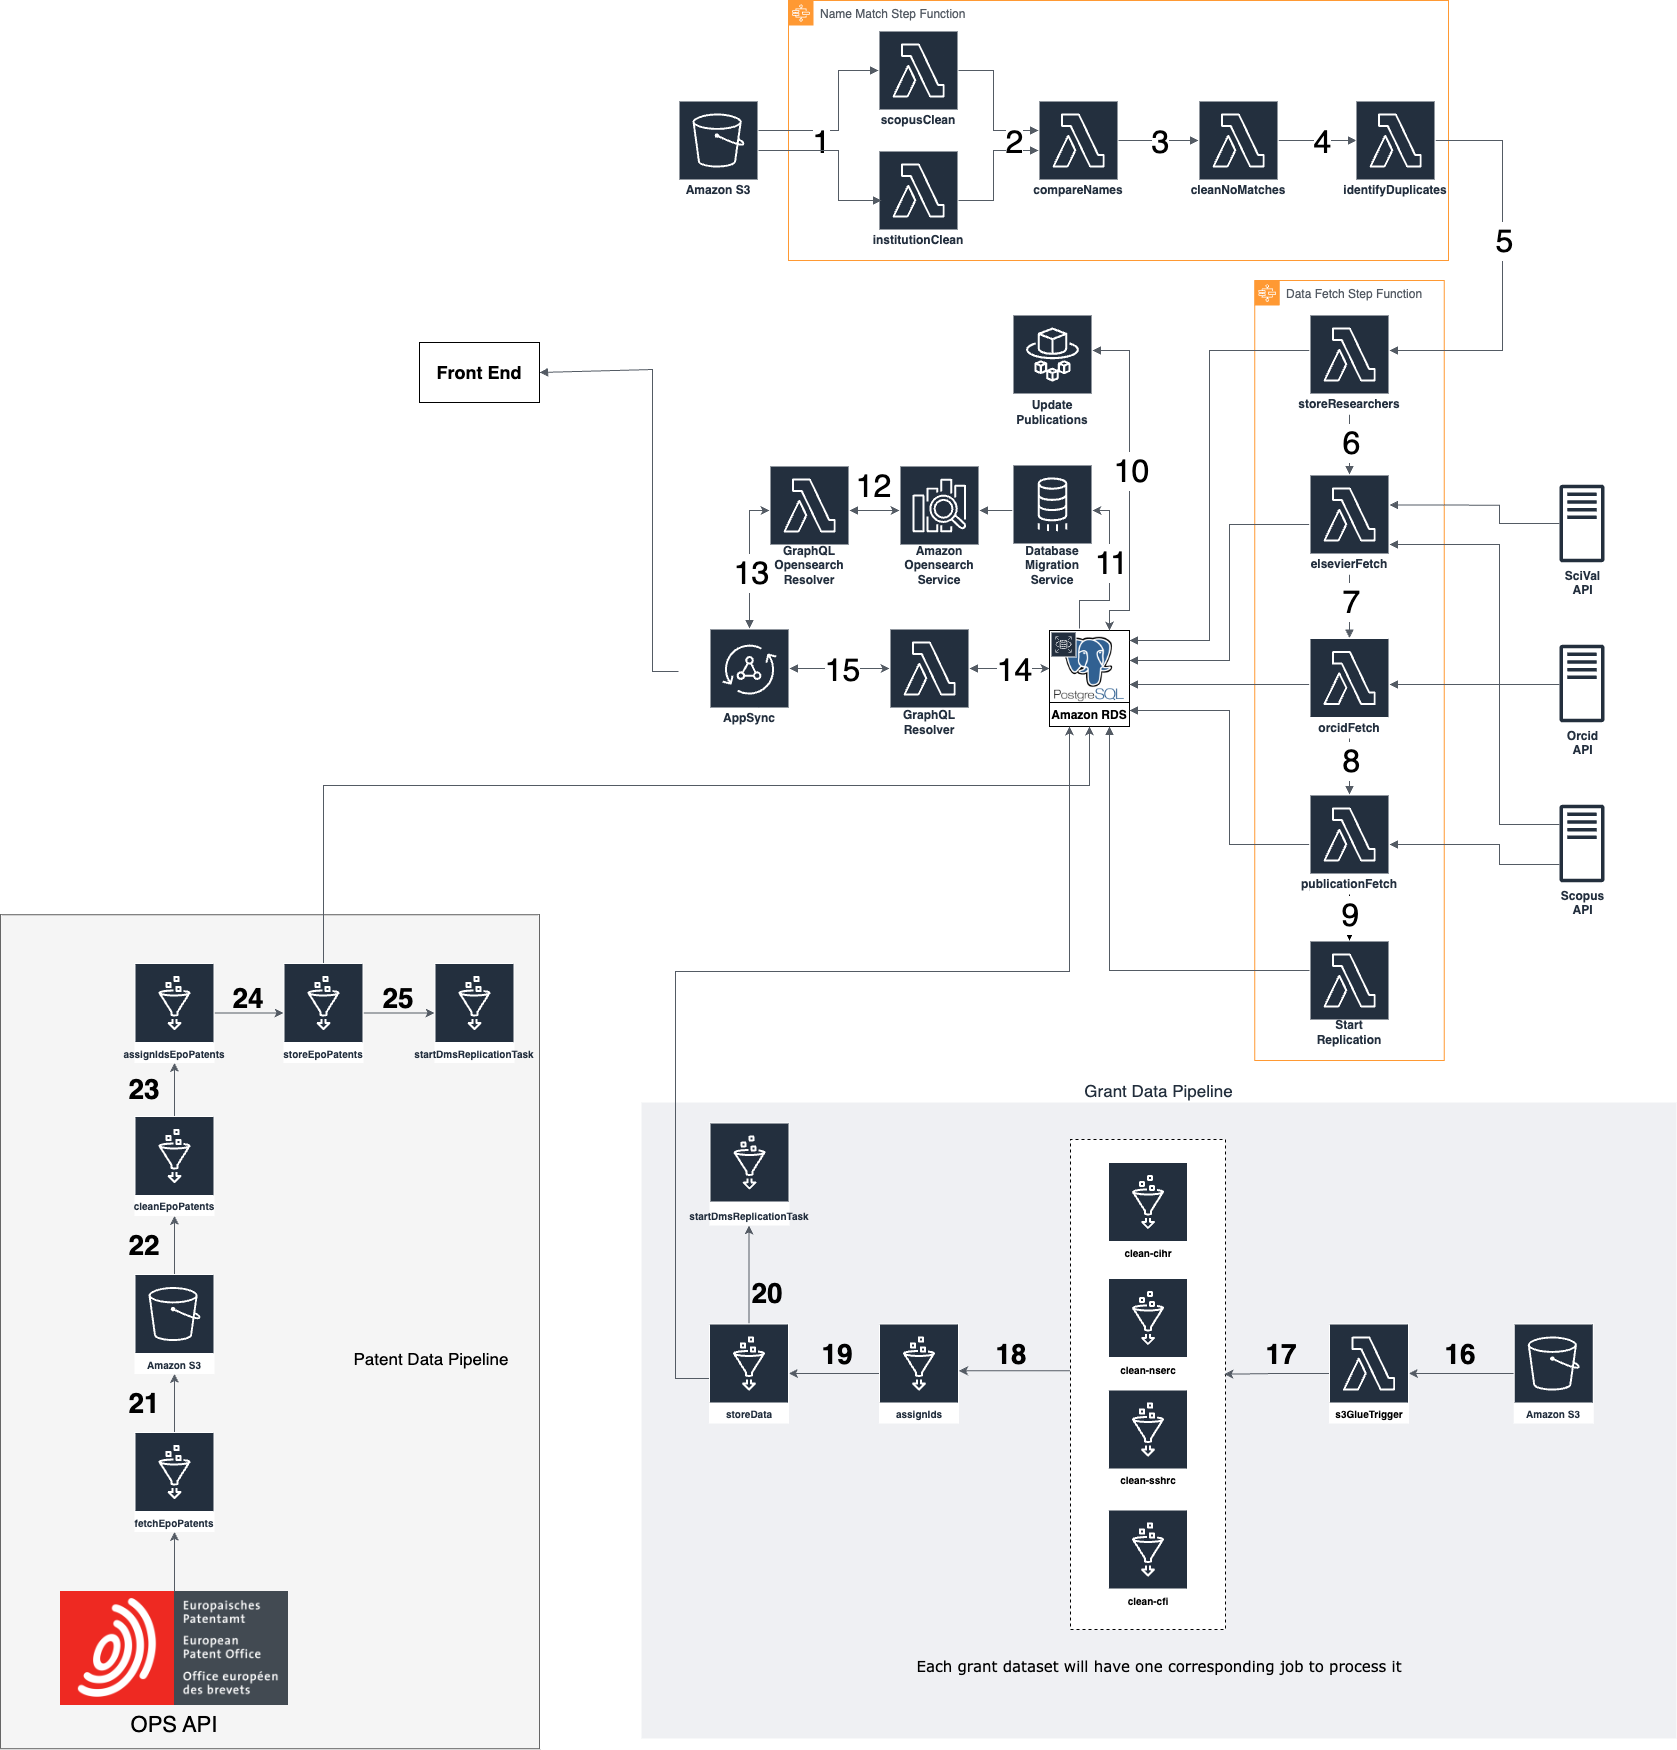 Name Match Step Function
scopusClean
1
2
3
4
Amazon S3
compareNames
cleanNoMatches
identifyDuplicates
institutionClean
5
Data Fetch Step Function
Front End
Update
Publications
storeResearchers
6
10
12
GraphQL
Opensearch
Resolver
Amazon
Opensearch
Service
Database
Migration
Service
11
13
elsevierFetch
SciVal
API
7
15
14
PostgreSQL
Amazon RDS
AppSync
GraphQL
Resolver
orcidFetch
Orcid
API
8
publicationFetch
Scopus
API
9
Start
Replication
24
25
assignIdsEpoPatents
storeEpoPatents
startDmsReplicationTask
23
cleanEpoPatents
22
Amazon S3
Patent Data Pipeline
21
fetchEpoPatents
Europaisches
Patentamt
European
Patent Office
Office européen
des brevets
OPS API
Grant Data Pipeline
startDmsReplicationTask
20
clean-cihr
clean-nserc
clean-sshrc
clean-cfi
19
18
17
16
storeData
assignIds
s3GlueTrigger
Amazon S3
Each grant dataset will have one corresponding job to process it